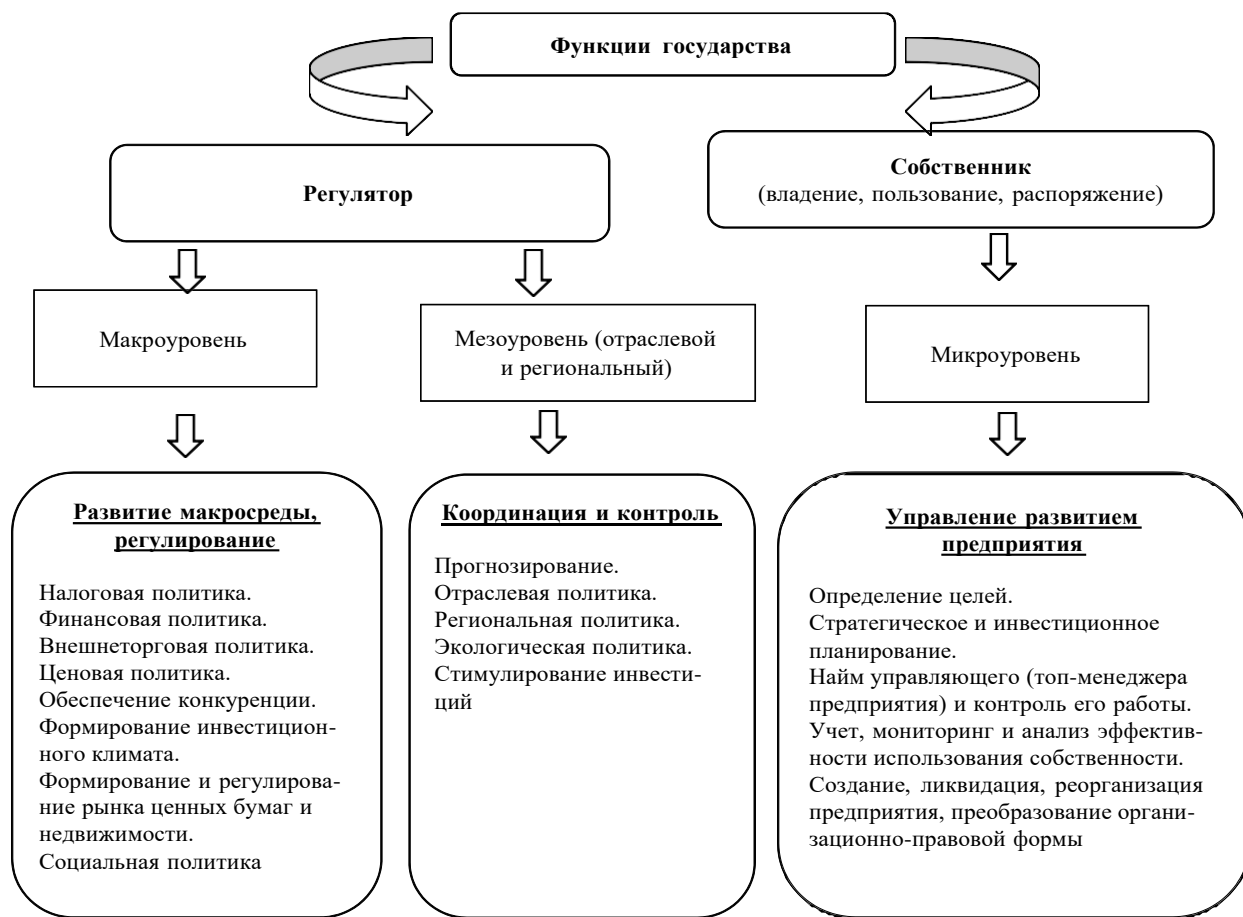 Функции государства
Регулятор
Собственник
(владение, пользование, распоряжение)
Макроуровень
Мезоуровень (отраслевой
и региональный)
Микроуровень
Развитие макросреды,
регулирование
Налоговая политика.
Финансовая политика.
Внешнеторговая политика.
Ценовая политика.
Обеспечение конкуренции.
Формирование инвестицион-
ного климата.
Формирование и регулирова-
ние рынка ценных бумаг и
недвижимости.
Социальная политика
Координация и контроль
Прогнозирование.
Отраслевая политика.
Региональная политика.
Экологическая политика.
Стимулирование инвести-
ций
Управление развитием
предприятия
Определение целей.
Стратегическое и инвестиционное
планирование.
Найм управляющего (топ-менеджера
предприятия) и контроль его работы.
Учет, мониторинг и анализ эффектив-
ности использования собственности.
Создание, ликвидация, реорганизация
предприятия, преобразование органи-
зационно-правовой формы